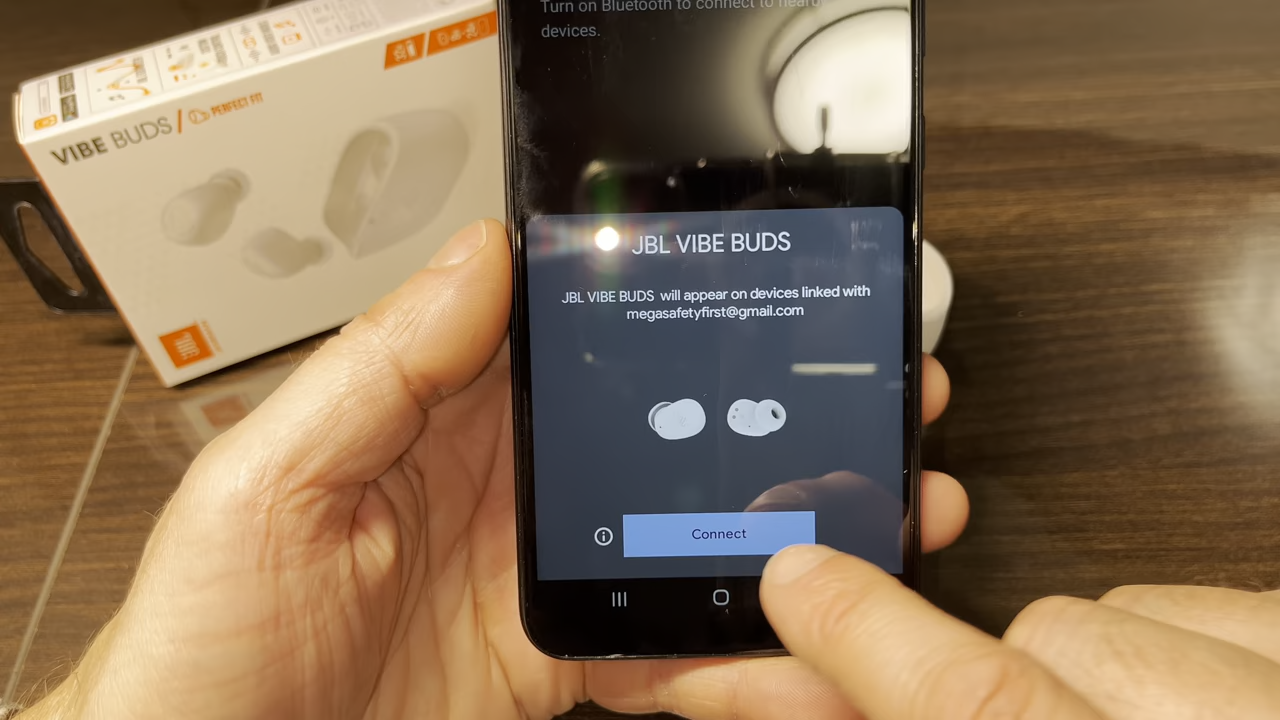 Turn on Bluetooth to connect to nearby
devices.
VIBE BUDS
PERFECT FIT
JBL
JBL VIBE BUDS
JBL VIBE BUDS will appear on devices linked with
megasafetyfirst@gmail.com
Connect